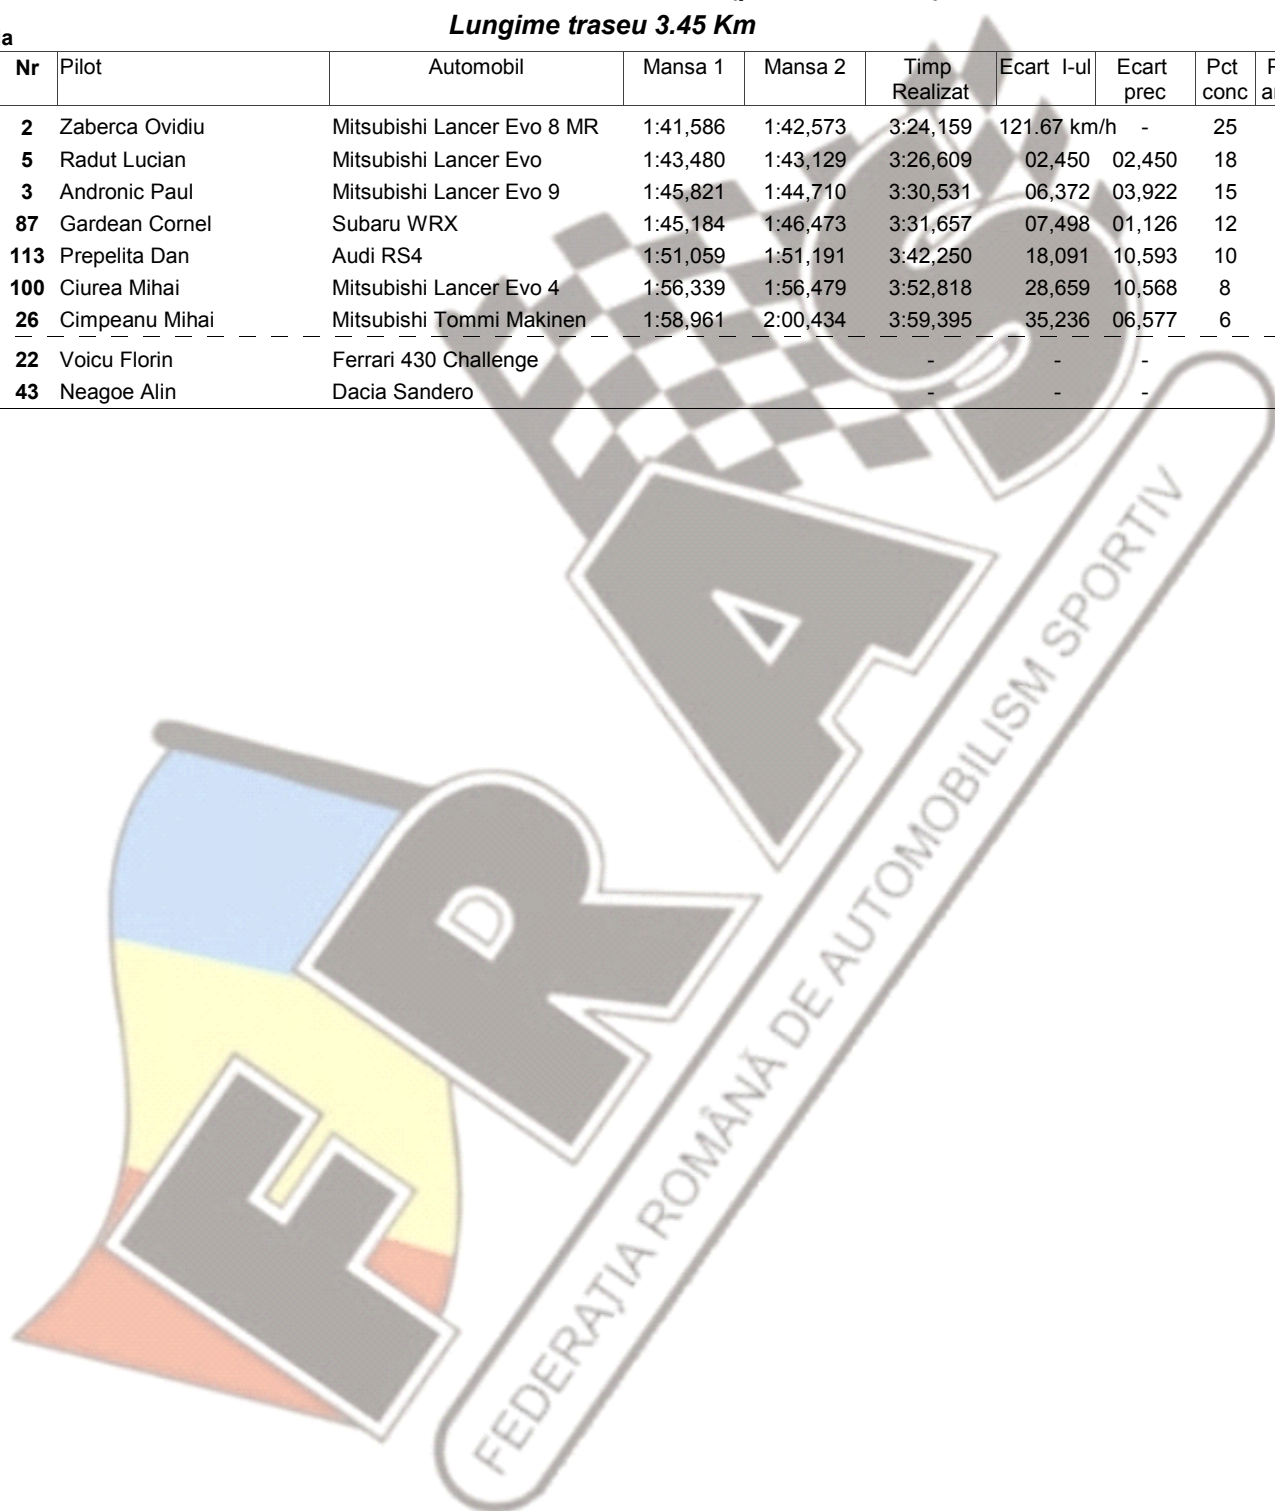 Lungime traseu 3.45 Km
a
Nr Pilot Automobil Mansa 1 Mansa 2 Timp Realizat Ecart I-ul Ecart prec Pct conc
2 Zaberca Ovidiu Mitsubishi Lancer Evo 8 MR 1:41,586 1:42,573 3:24,159 121.67 km/h - 25
5 Radut Lucian Mitsubishi Lancer Evo 1:43,480 1:43,129 3:26,609 02,450 02,450 18
3 Andronic Paul Mitsubishi Lancer Evo 9 1:45,821 1:44,710 3:30,531 06,372 03,922 15
87 Gardean Cornel Subaru WRX 1:45,184 1:46,473 3:31,657 07,498 01,126 12
113 Prepelita Dan Audi RS4 1:51,059 1:51,191 3:42,250 18,091 10,593 10
100 Ciurea Mihai Mitsubishi Lancer Evo 4 1:56,339 1:56,479 3:52,818 28,659 10,568 8
26 Cimpeanu Mihai Mitsubishi Tommi Makinen 1:58,961 2:00,434 3:59,395 35,236 06,577 6
22 Voicu Florin Ferrari 430 Challenge - - -
43 Neagoe Alin Dacia Sandero - - -
FRAS
FEDERAŢIA ROMÂNĂ DE AUTOMOBILISM SPORTIV